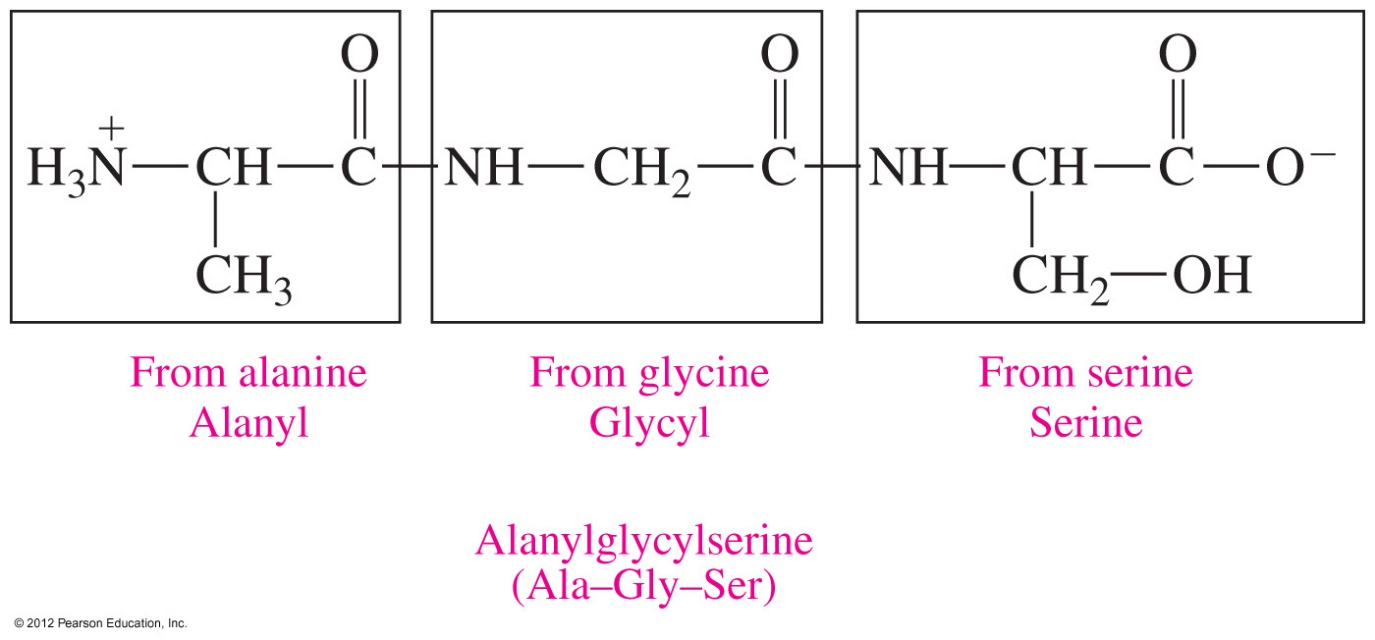 O O O
H₃N⁺—CH—C—NH—CH₂—C—NH—CH—C—O⁻
CH₃ CH₂—OH
From alanine From glycine From serine
Alanyl Glycyl Serine
Alanylglycylserine
(Ala–Gly–Ser)
© 2012 Pearson Education, Inc.